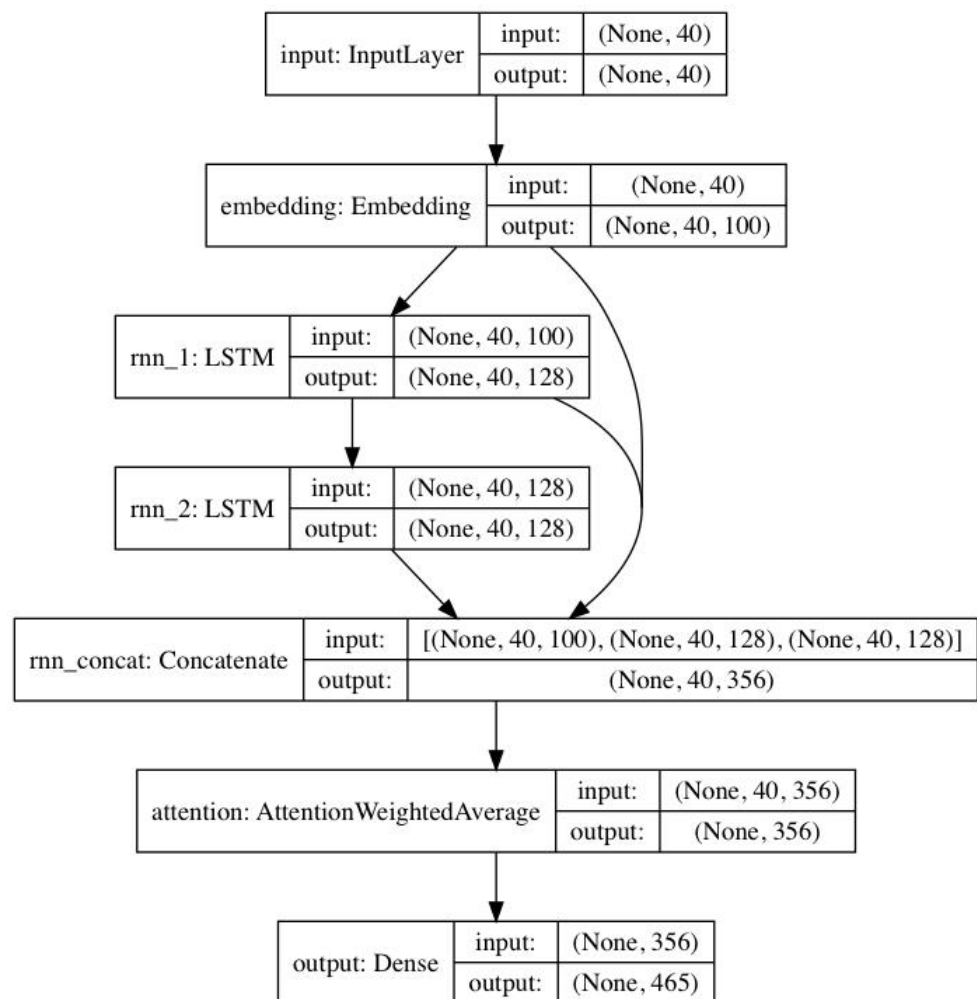 input: InputLayer
input: (None, 40)
output: (None, 40)
embedding: Embedding
input: (None, 40)
output: (None, 40, 100)
rnn_1: LSTM
input: (None, 40, 100)
output: (None, 40, 128)
rnn_2: LSTM
input: (None, 40, 128)
output: (None, 40, 128)
rnn_concat: Concatenate
input: [(None, 40, 100), (None, 40, 128), (None, 40, 128)]
output: (None, 40, 356)
attention: AttentionWeightedAverage
input: (None, 40, 356)
output: (None, 356)
output: Dense
input: (None, 356)
output: (None, 465)